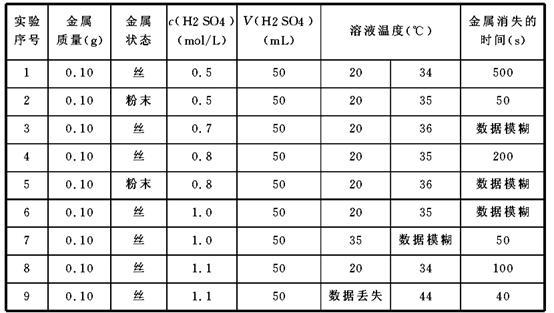 实验序号 金属质量(g) 金属状态 c(H2SO4)(mol/L) V(H2SO4)(mL) 溶液温度(℃) 金属消失的时间(s)
1 0.10 丝 0.5 50 20 34 500
2 0.10 粉末 0.5 50 20 35 50
3 0.10 丝 0.7 50 20 36 数据模糊
4 0.10 丝 0.8 50 20 35 200
5 0.10 粉末 0.8 50 20 36 数据模糊
6 0.10 丝 1.0 50 20 35 数据模糊
7 0.10 丝 1.0 50 35 数据模糊 50
8 0.10 丝 1.1 50 20 34 100
9 0.10 丝 1.1 50 数据丢失 44 40